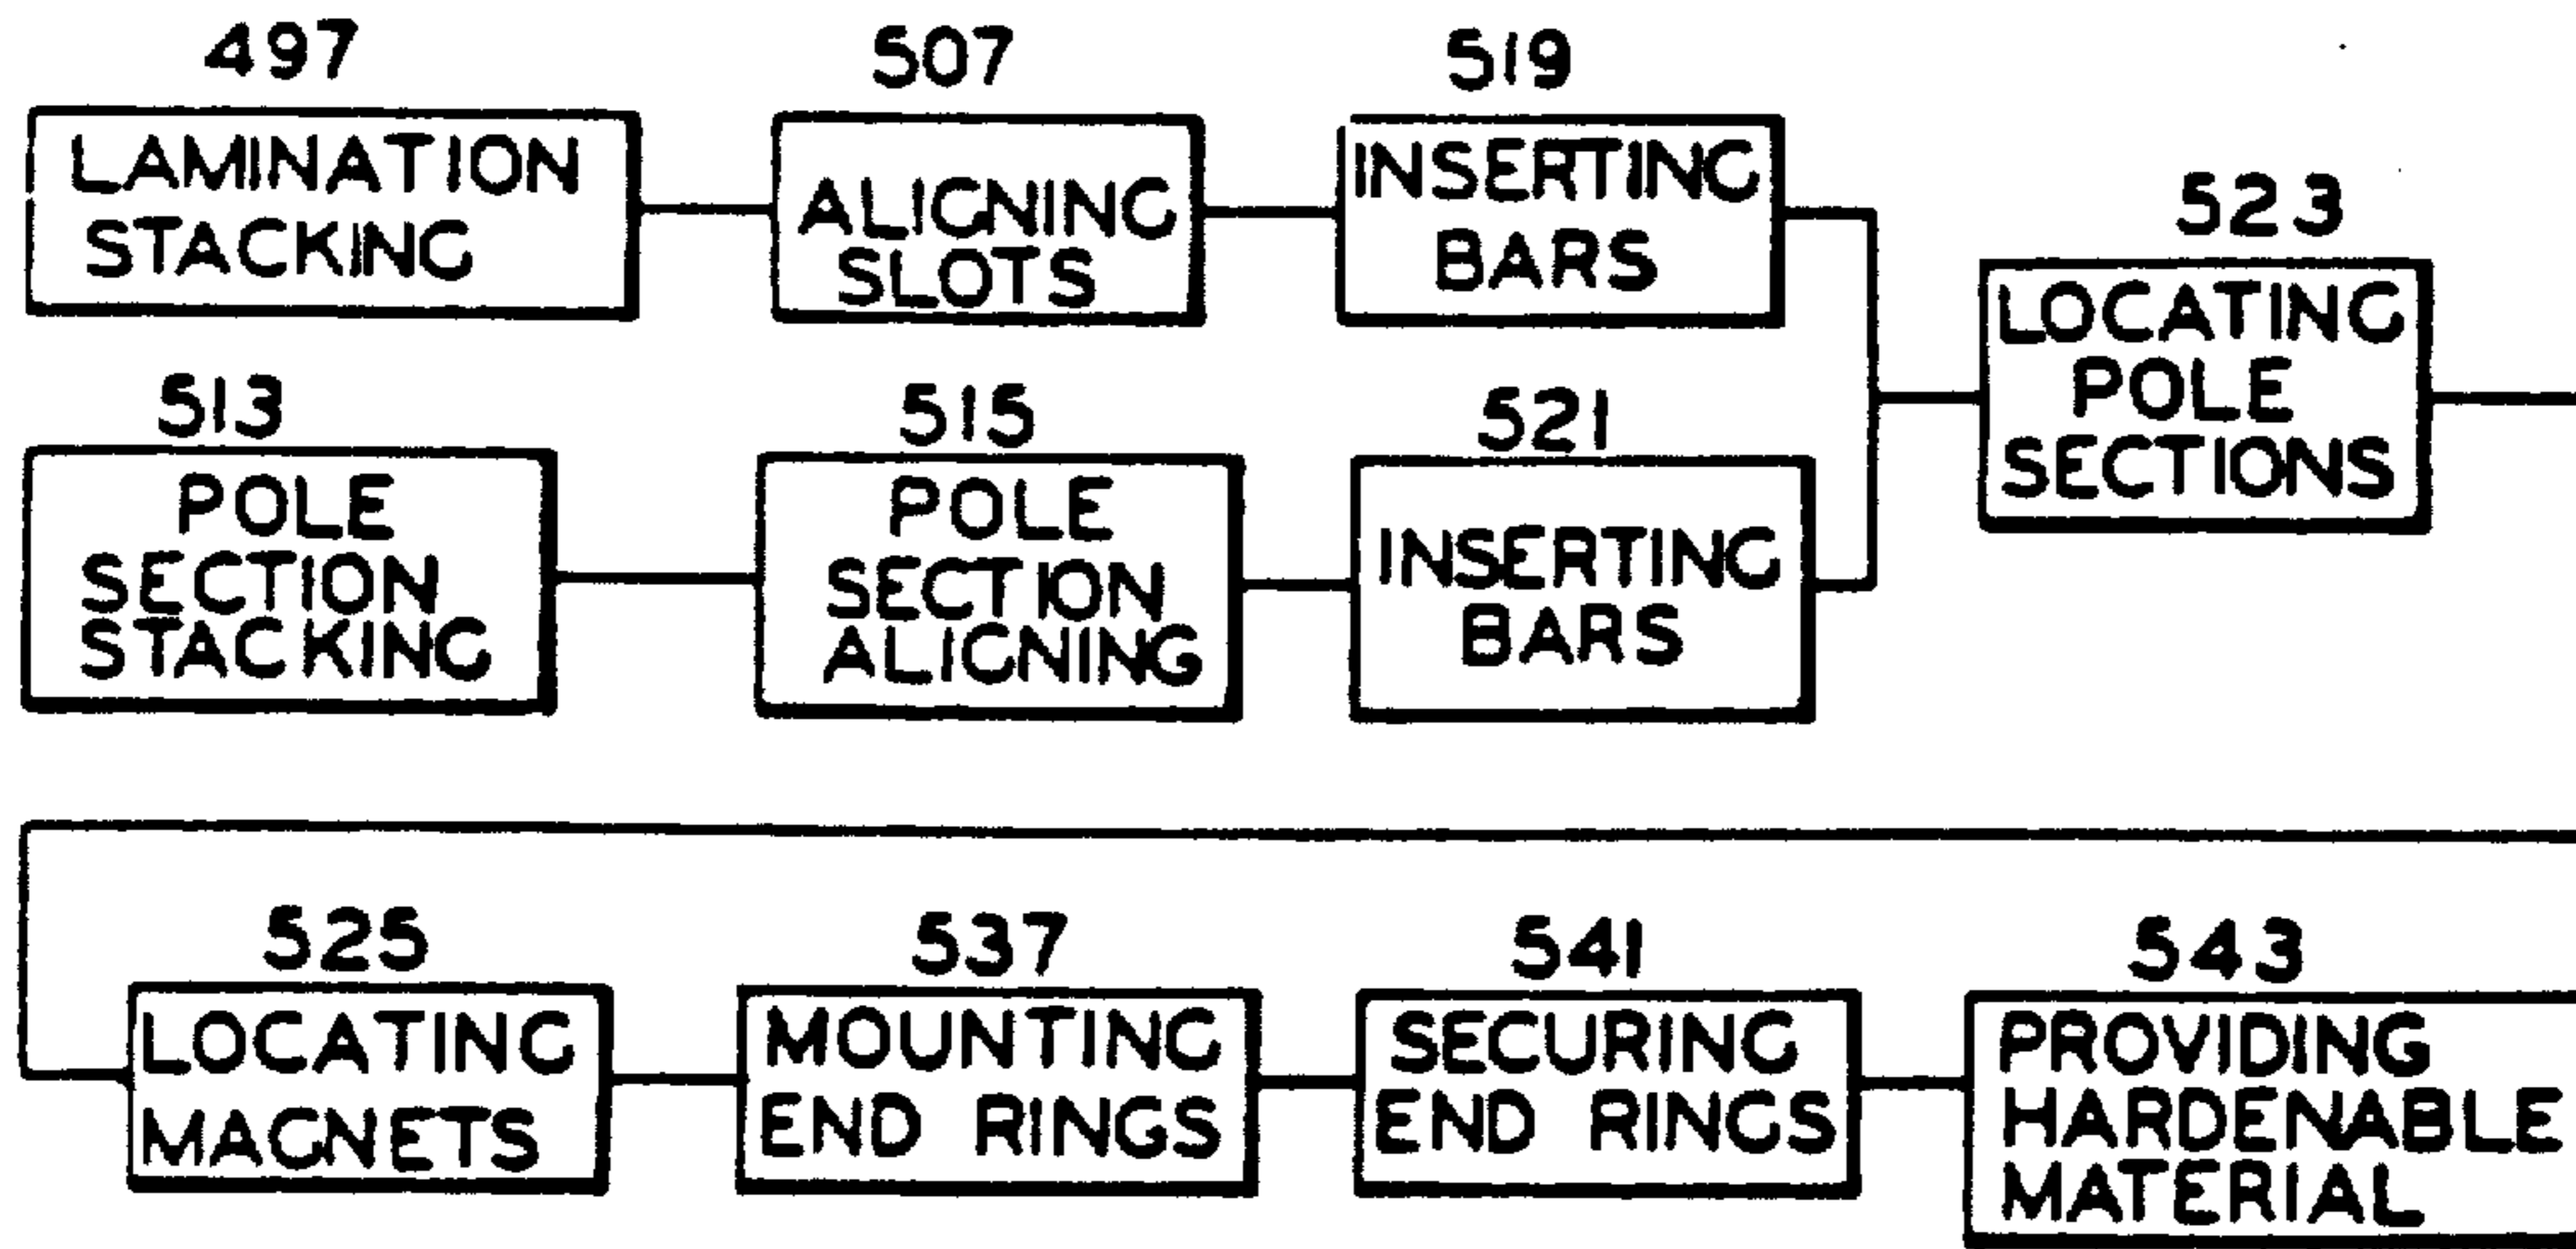 497
LAMINATION
STACKING
507
ALIGNING
SLOTS
519
INSERTING
BARS
523
LOCATING
POLE
SECTIONS
513
POLE
SECTION
STACKING
515
POLE
SECTION
ALIGNING
521
INSERTING
BARS
525
LOCATING
MAGNETS
537
MOUNTING
END RINGS
541
SECURING
END RINGS
543
PROVIDING
HARDENABLE
MATERIAL